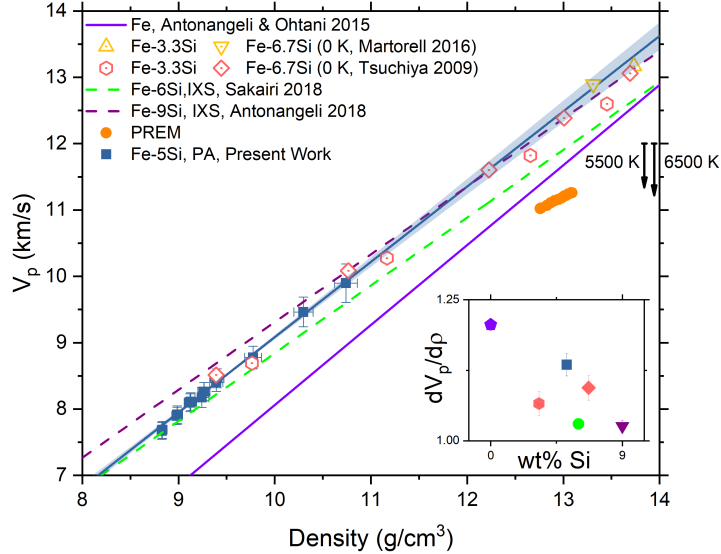 Fe, Antonangeli & Ohtani 2015
Fe-3.3Si Fe-6.7Si (0 K, Martorell 2016)
Fe-3.3Si Fe-6.7Si (0 K, Tsuchiya 2009)
Fe-6Si,IXS, Sakairi 2018
Fe-9Si, IXS, Antonangeli 2018
PREM
Fe-5Si, PA, Present Work
14
13
12
11
10
9
8
7
Vp (km/s)
5500 K 6500 K
1.25
1.00
dVp/dρ
0 9
wt% Si
8 9 10 11 12 13 14
Density (g/cm³)